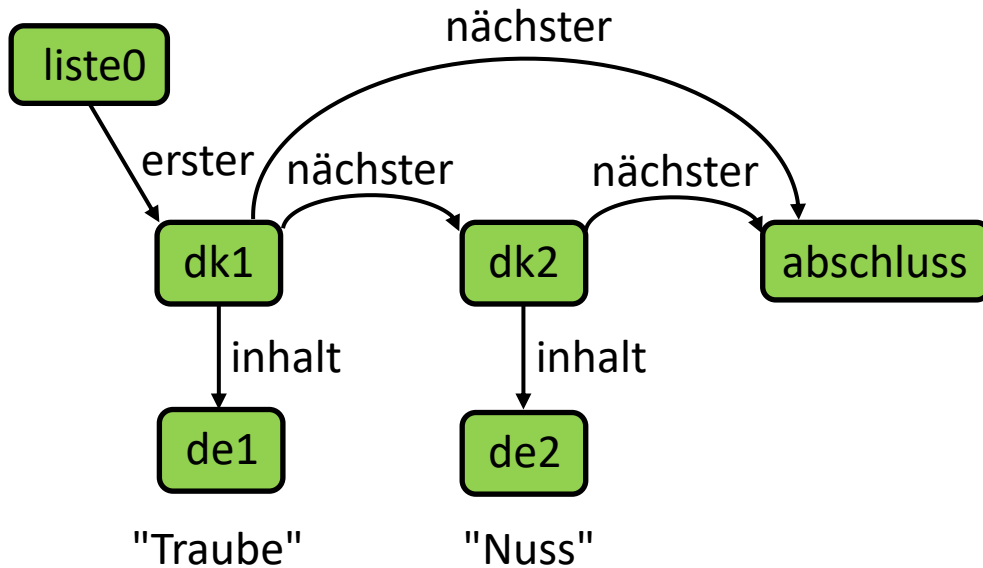 nächster
liste0
erster
nächster
nächster
dk1
dk2
abschluss
inhalt
inhalt
de1
de2
"Traube"
"Nuss"